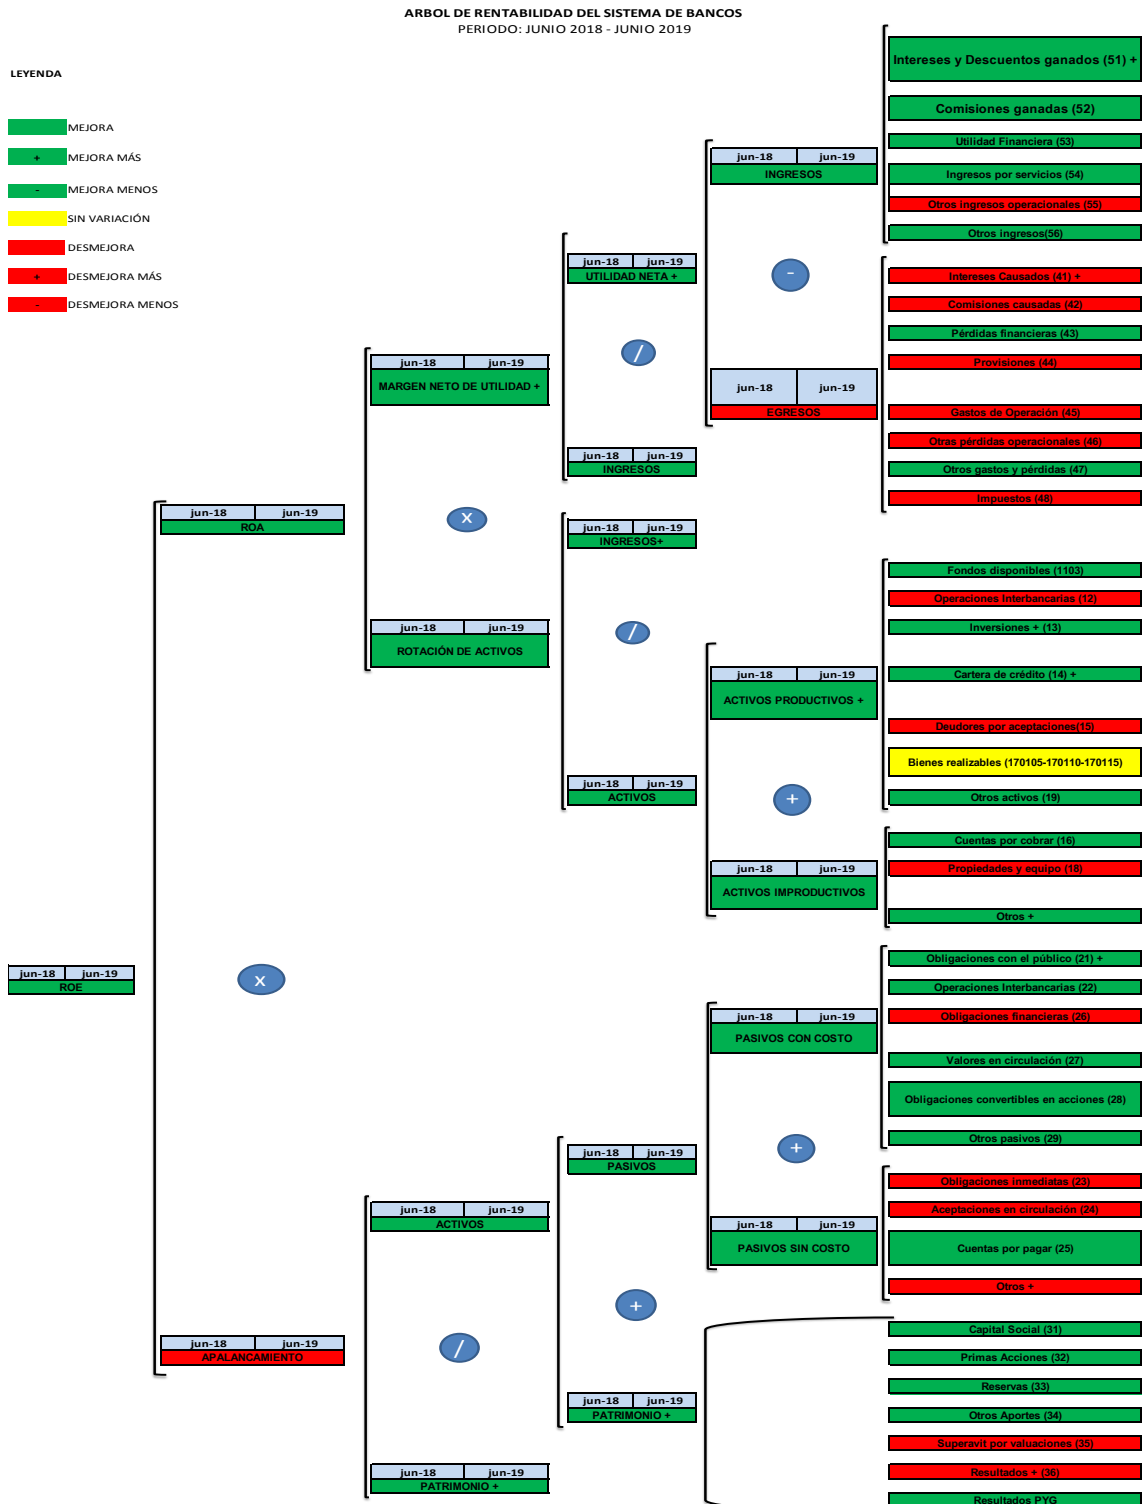 ARBOL DE RENTABILIDAD DEL SISTEMA DE BANCOS
PERIODO: JUNIO 2018 - JUNIO 2019
LEYENDA
MEJORA
+ MEJORA MÁS
- MEJORA MENOS
SIN VARIACIÓN
DESMEJORA
+ DESMEJORA MÁS
- DESMEJORA MENOS
jun-18 jun-19
ROE
x
jun-18 jun-19
ROA
jun-18 jun-19
APALANCAMIENTO
jun-18 jun-19
MARGEN NETO DE UTILIDAD +
x
jun-18 jun-19
ROTACIÓN DE ACTIVOS
jun-18 jun-19
ACTIVOS
/
jun-18 jun-19
PATRIMONIO +
jun-18 jun-19
UTILIDAD NETA +
/
jun-18 jun-19
INGRESOS
jun-18 jun-19
INGRESOS+
/
jun-18 jun-19
ACTIVOS
jun-18 jun-19
PASIVOS
+
jun-18 jun-19
PATRIMONIO +
jun-18 jun-19
INGRESOS
-
jun-18 jun-19
EGRESOS
jun-18 jun-19
ACTIVOS PRODUCTIVOS +
+
jun-18 jun-19
ACTIVOS IMPRODUCTIVOS
jun-18 jun-19
PASIVOS CON COSTO
+
jun-18 jun-19
PASIVOS SIN COSTO
Intereses y Descuentos ganados (51) +
Comisiones ganadas (52)
Utilidad Financiera (53)
Ingresos por servicios (54)
Otros ingresos operacionales (55)
Otros ingresos(56)
Intereses Causados (41) +
Comisiones causadas (42)
Pérdidas financieras (43)
Provisiones (44)
Gastos de Operación (45)
Otras pérdidas operacionales (46)
Otros gastos y pérdidas (47)
Impuestos (48)
Fondos disponibles (1103)
Operaciones Interbancarias (12)
Inversiones + (13)
Cartera de crédito (14) +
Deudores por aceptaciones(15)
Bienes realizables (170105-170110-170115)
Otros activos (19)
Cuentas por cobrar (16)
Propiedades y equipo (18)
Otros +
Obligaciones con el público (21) +
Operaciones Interbancarias (22)
Obligaciones financieras (26)
Valores en circulación (27)
Obligaciones convertibles en acciones (28)
Otros pasivos (29)
Obligaciones inmediatas (23)
Aceptaciones en circulación (24)
Cuentas por pagar (25)
Otros +
Capital Social (31)
Primas Acciones (32)
Reservas (33)
Otros Aportes (34)
Superavit por valuaciones (35)
Resultados + (36)
Resultados PYG